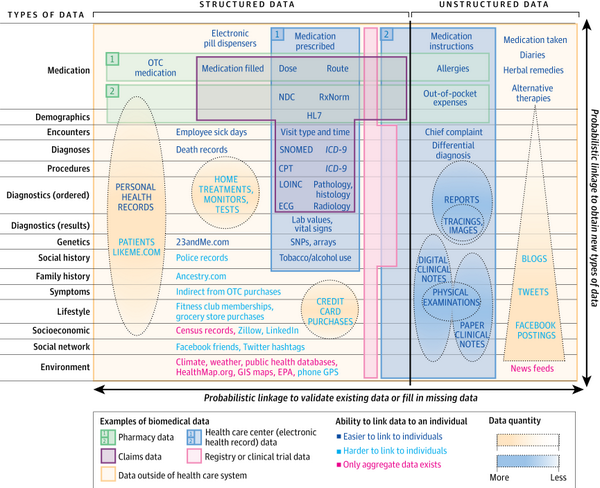 STRUCTURED DATA
UNSTRUCTURED DATA
TYPES OF DATA
Electronic
pill dispensers
1
Medication
prescribed
2
Medication
instructions
Medication taken
Diaries
Herbal remedies
Alternative
therapies
Medication
1
OTC
medication
Medication filled
Dose
Route
Allergies
2
NDC
RxNorm
Out-of-pocket
expenses
Demographics
HL7
Encounters
Employee sick days
Visit type and time
Chief complaint
Diagnoses
Death records
SNOMED
ICD-9
Differential
diagnosis
Procedures
CPT
ICD-9
Diagnostics (ordered)
PERSONAL
HEALTH
RECORDS
HOME
TREATMENTS,
MONITORS,
TESTS
LOINC
Pathology,
histology
ECG
Radiology
REPORTS
TRACINGS,
IMAGES
Diagnostics (results)
Lab values,
vital signs
Genetics
PATIENTS
LIKEME.COM
23andMe.com
SNPs, arrays
Social history
Police records
Tobacco/alcohol use
DIGITAL
CLINICAL
NOTES
BLOGS
Family history
Ancestry.com
Symptoms
Indirect from OTC purchases
PHYSICAL
EXAMINATIONS
TWEETS
Lifestyle
Fitness club memberships,
grocery store purchases
CREDIT
CARD
PURCHASES
Socioeconomic
Census records, Zillow, LinkedIn
PAPER
CLINICAL
NOTES
FACEBOOK
POSTINGS
Social network
Facebook friends, Twitter hashtags
Environment
Climate, weather, public health databases,
HealthMap.org, GIS maps, EPA, phone GPS
News feeds
Probabilistic linkage to obtain new types of data
Probabilistic linkage to validate existing data or fill in missing data
Examples of biomedical data
1
2
Pharmacy data
1
2
Health care center (electronic
health record) data
Claims data
Registry or clinical trial data
Data outside of health care system
Ability to link data to an individual
Easier to link to individuals
Harder to link to individuals
Only aggregate data exists
Data quantity
More
Less